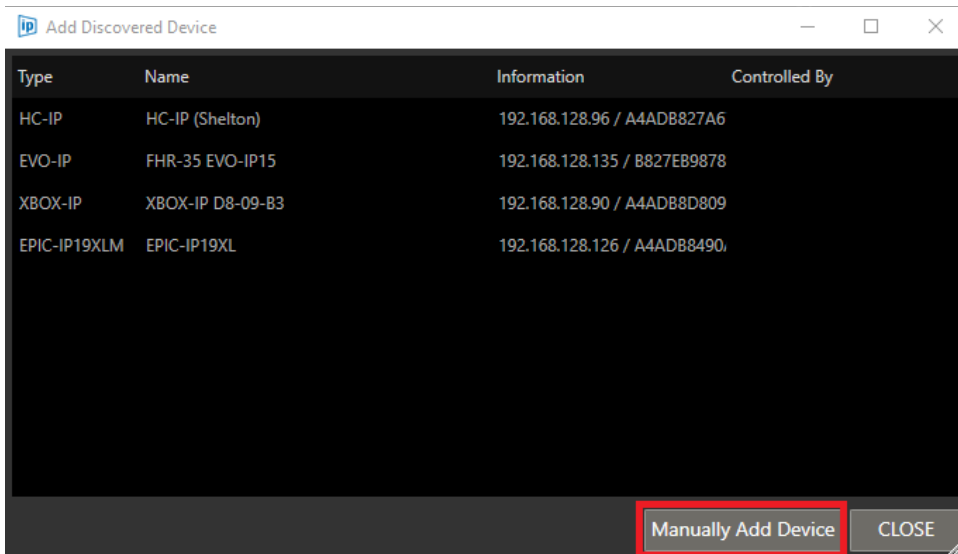 ip Add Discovered Device
Type Name Information Controlled By
HC-IP HC-IP (Shelton) 192.168.128.96 / A4ADB827A6
EVO-IP FHR-35 EVO-IP15 192.168.128.135 / B827EB9878
XBOX-IP XBOX-IP D8-09-B3 192.168.128.90 / A4ADB8D809
EPIC-IP19XLM EPIC-IP19XL 192.168.128.126 / A4ADB8490
Manually Add Device CLOSE